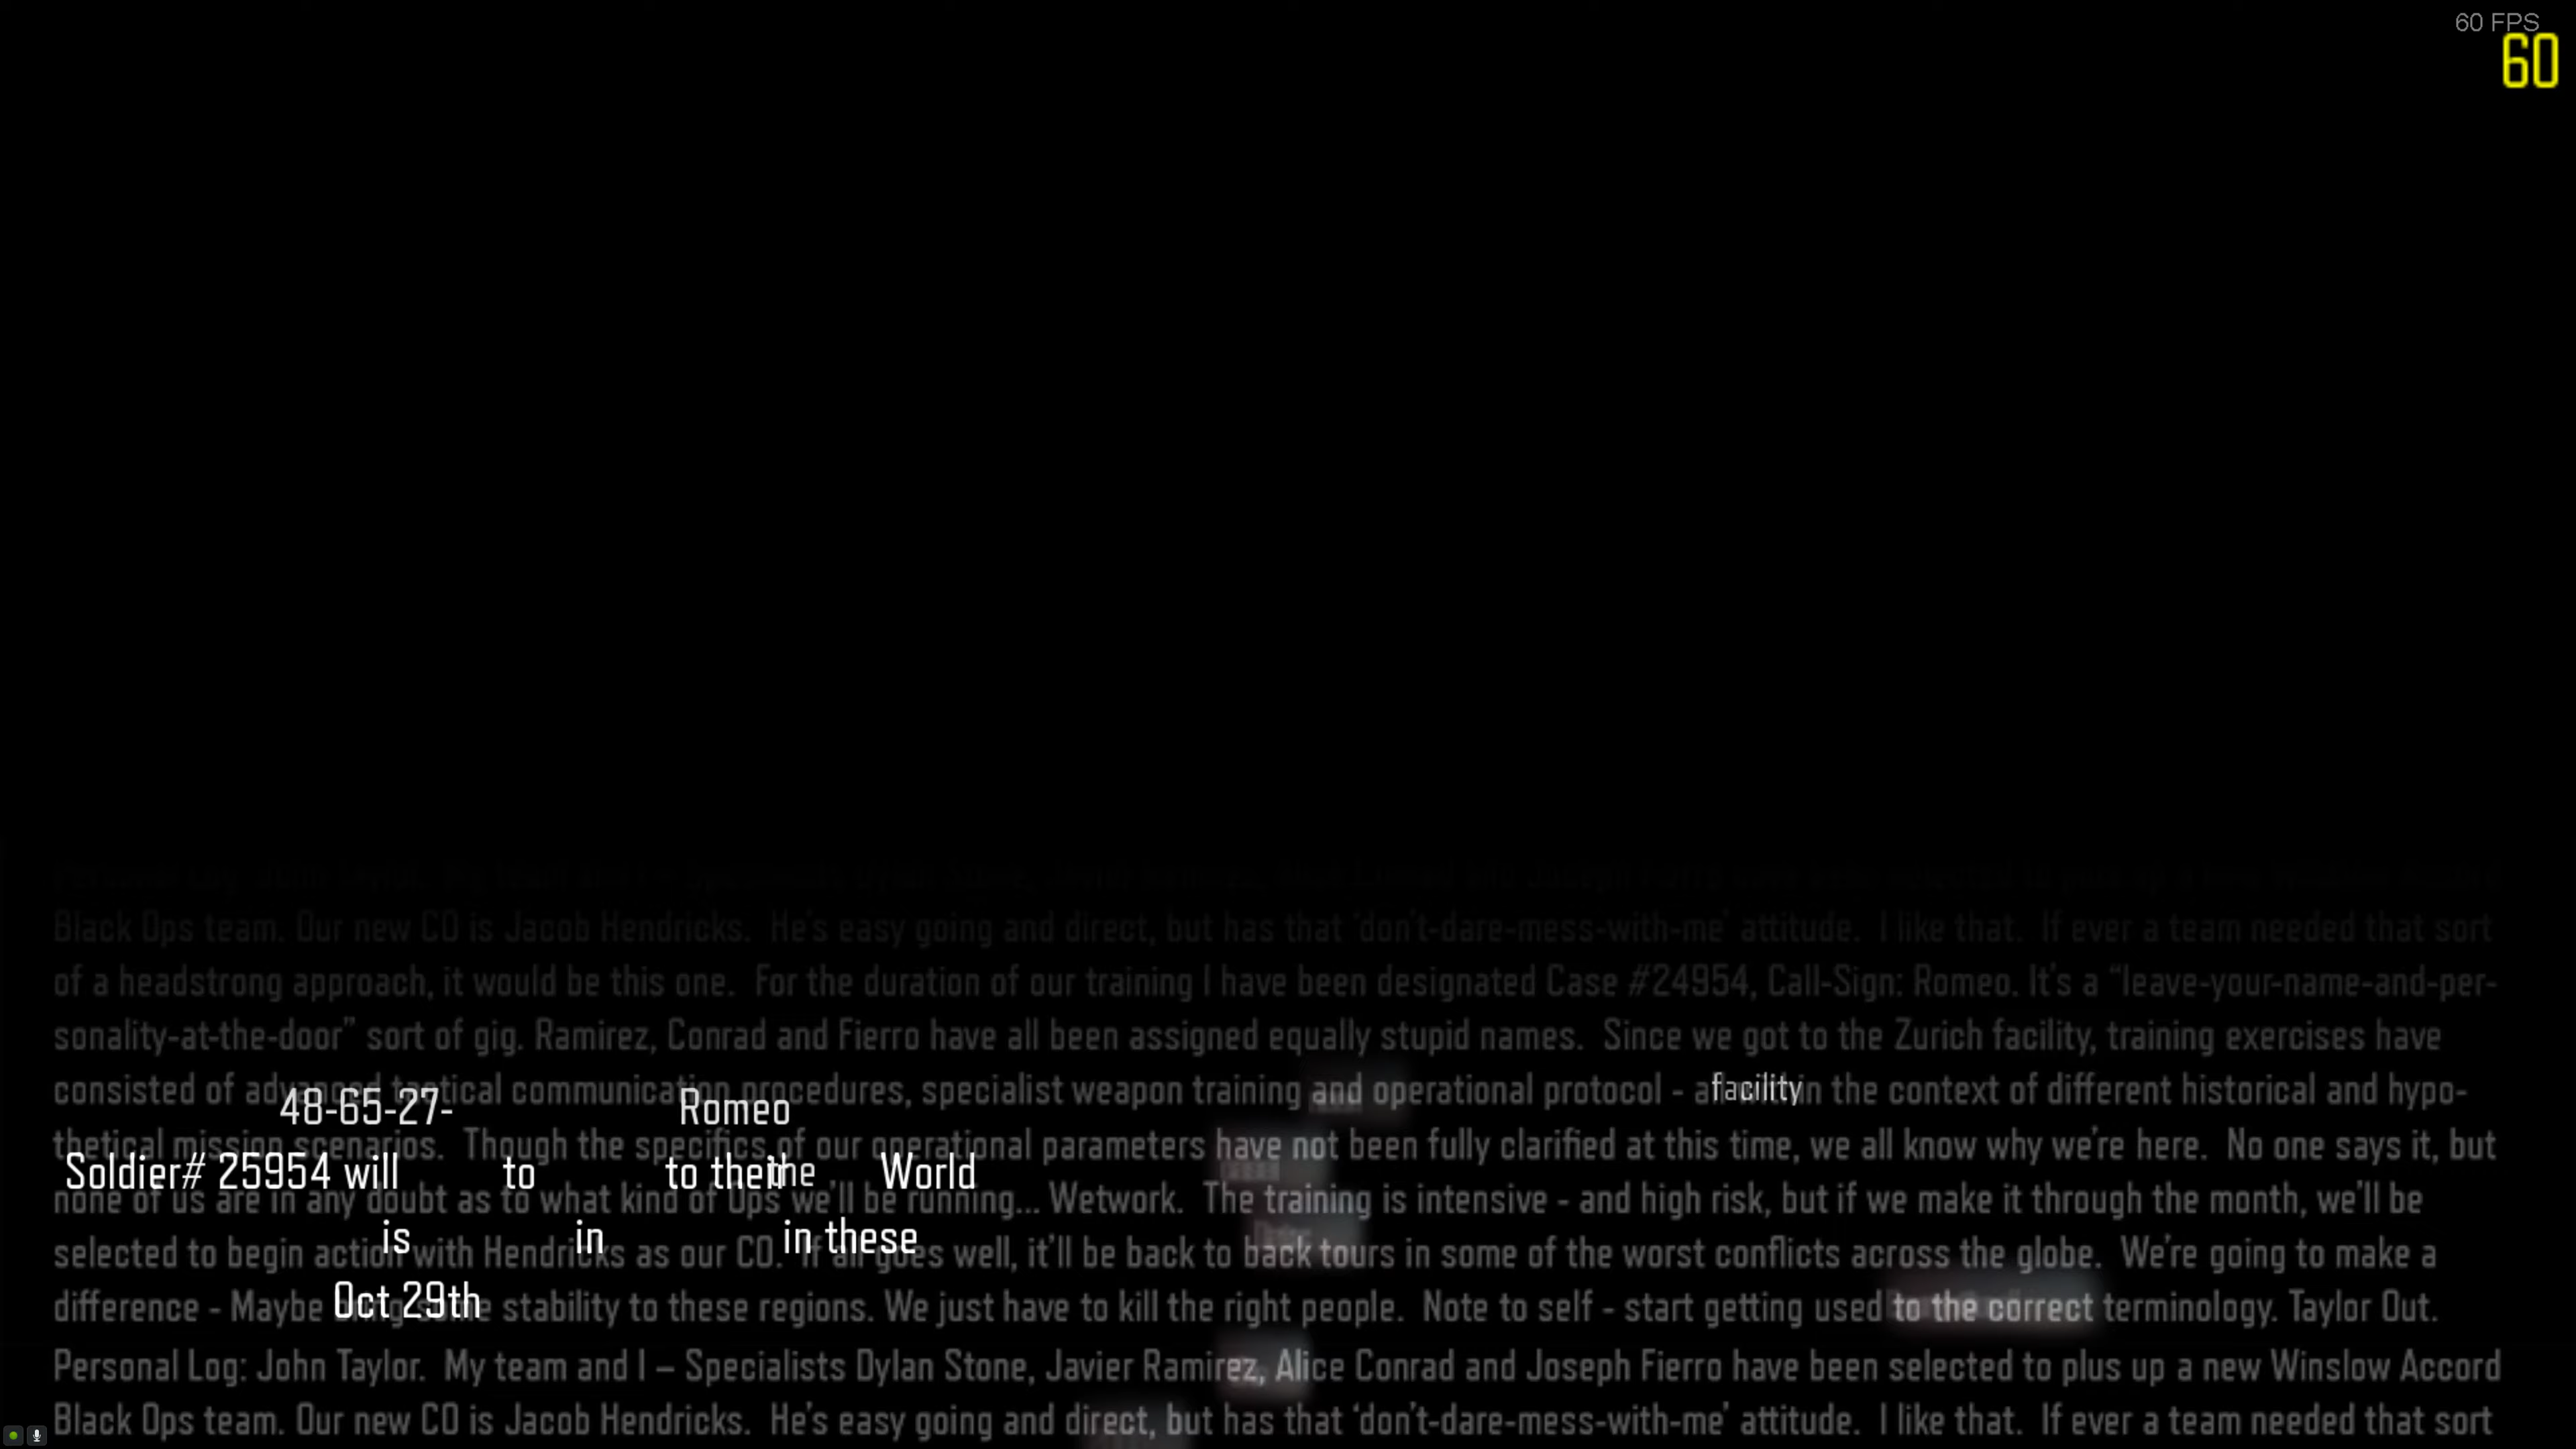 60 FPS
60
Black Ops team. Our new CO is Jacob Hendricks. He's easy going and direct, but has that ‘don't-dare-mess-with-me’ attitude. I like that. If ever a team needed that sort
of a headstrong approach, it would be this one. For the duration of our training I have been designated Case #24954, Call-Sign: Romeo. It's a “leave-your-name-and-per-
sonality-at-the-door” sort of gig. Ramirez, Conrad and Fierro have all been assigned equally stupid names. Since we got to the Zurich facility, training exercises have
consisted of advanced tactical communication procedures, specialist weapon training and operational protocol - all within the context of different historical and hypo-
facility
48-65-27- Romeo
thetical mission scenarios. Though the specifics of our operational parameters have not been fully clarified at this time, we all know why we're here. No one says it, but
Soldier# 25954 will to to their the World
none of us are in any doubt as to what kind of Ops we'll be running... Wetwork. The training is intensive - and high risk, but if we make it through the month, we'll be
is in in these
selected to begin action with Hendricks as our CO. If all goes well, it'll be back to back tours in some of the worst conflicts across the globe. We're going to make a
Oct 29th
difference - Maybe bring some stability to these regions. We just have to kill the right people. Note to self - start getting used to the correct terminology. Taylor Out.
Personal Log: John Taylor. My team and I – Specialists Dylan Stone, Javier Ramirez, Alice Conrad and Joseph Fierro have been selected to plus up a new Winslow Accord
Black Ops team. Our new CO is Jacob Hendricks. He's easy going and direct, but has that ‘don't-dare-mess-with-me’ attitude. I like that. If ever a team needed that sort